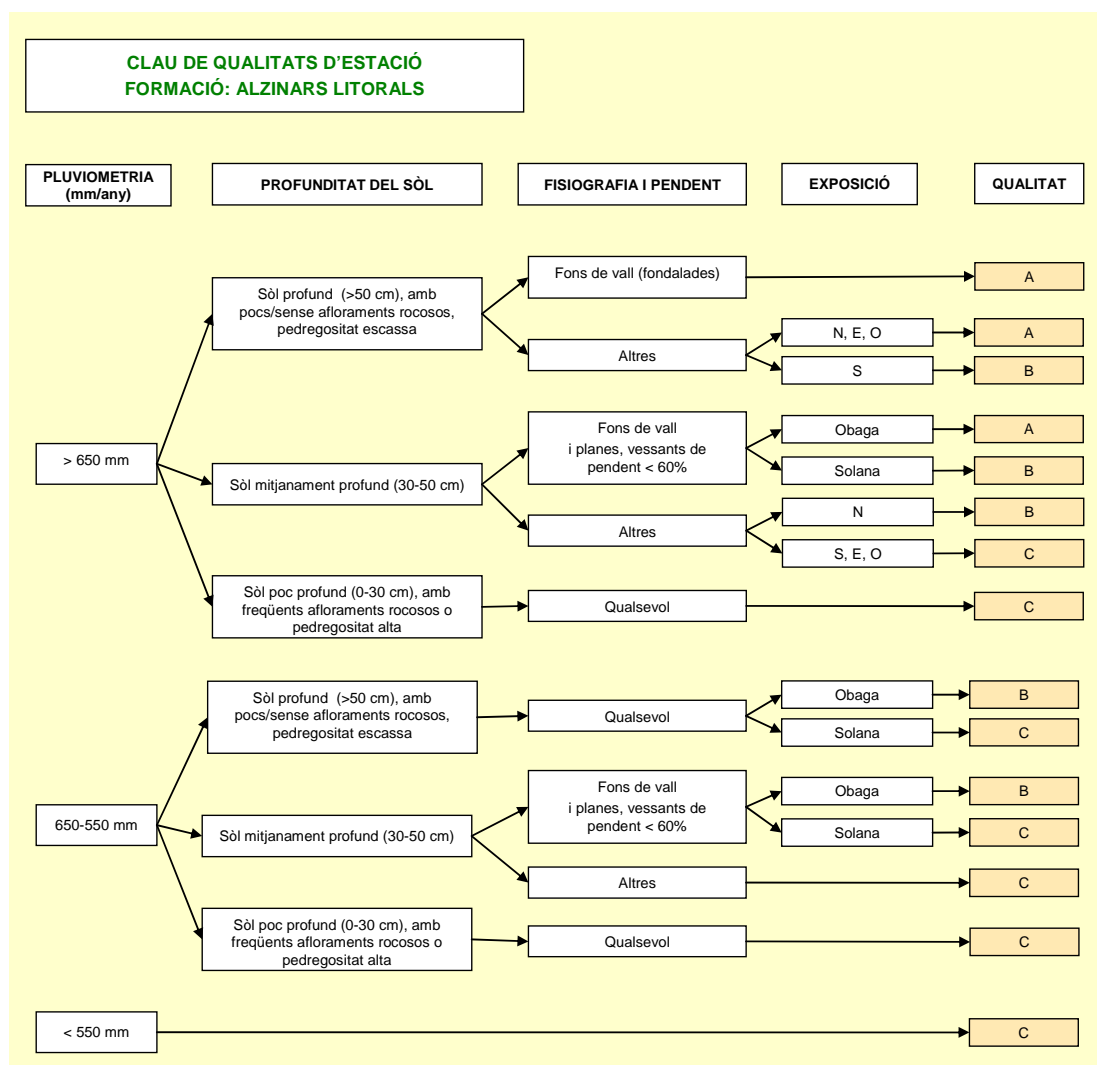 CLAU DE QUALITATS D'ESTACIÓ
FORMACIÓ: ALZINARS LITORALS
PLUVIOMETRIA
(mm/any)
PROFUNDITAT DEL SÒL
FISIOGRAFIA I PENDENT
EXPOSICIÓ
QUALITAT
> 650 mm
Sòl profund (>50 cm), amb
pocs/sense afloraments rocosos,
pedregositat escassa
Fons de vall (fondalades)
A
Altres
N, E, O
A
S
B
Sòl mitjanament profund (30-50 cm)
Fons de vall
i planes, vessants de
pendent < 60%
Obaga
A
Solana
B
Altres
N
B
S, E, O
C
Sòl poc profund (0-30 cm), amb
freqüents afloraments rocosos o
pedregositat alta
Qualsevol
C
650-550 mm
Sòl profund (>50 cm), amb
pocs/sense afloraments rocosos,
pedregositat escassa
Qualsevol
Obaga
B
Solana
C
Sòl mitjanament profund (30-50 cm)
Fons de vall
i planes, vessants de
pendent < 60%
Obaga
B
Solana
C
Altres
C
Sòl poc profund (0-30 cm), amb
freqüents afloraments rocosos o
pedregositat alta
Qualsevol
C
< 550 mm
C